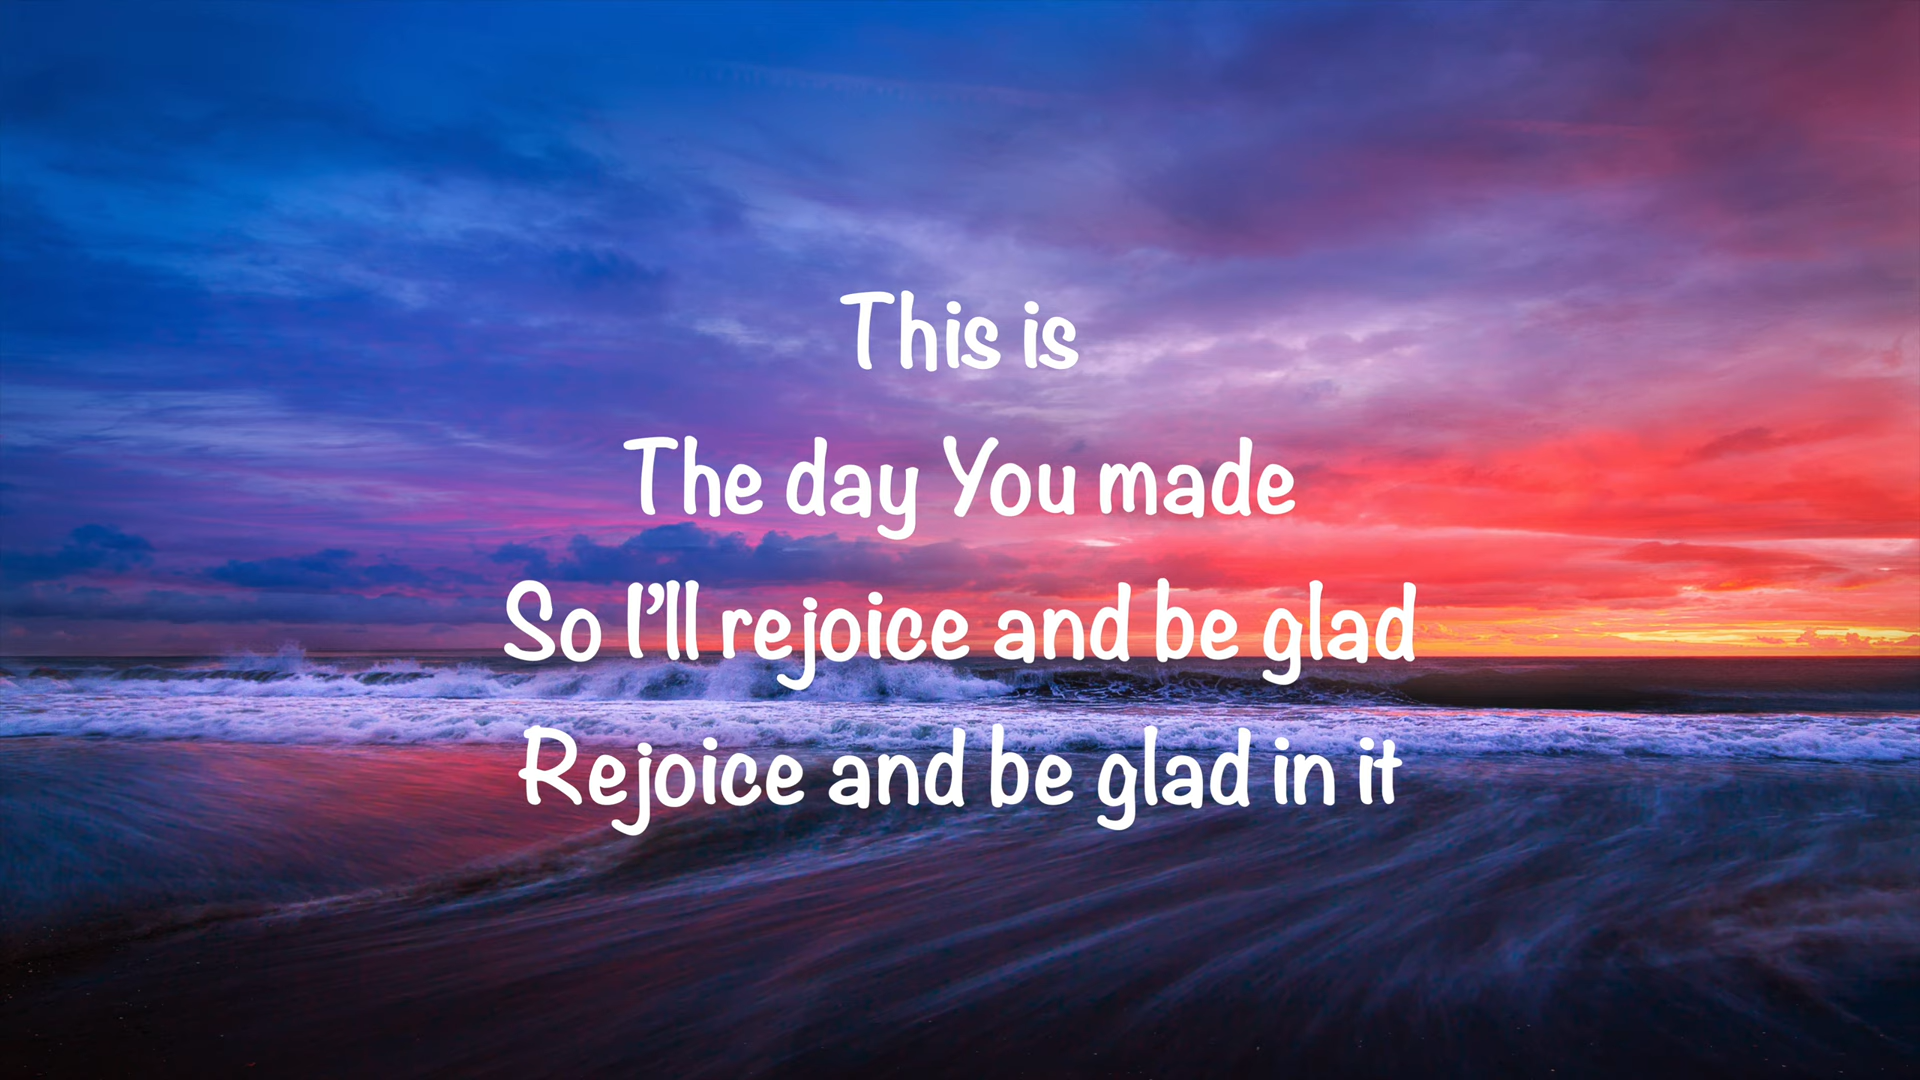 This is
The day You made
So I’ll rejoice and be glad
Rejoice and be glad in it